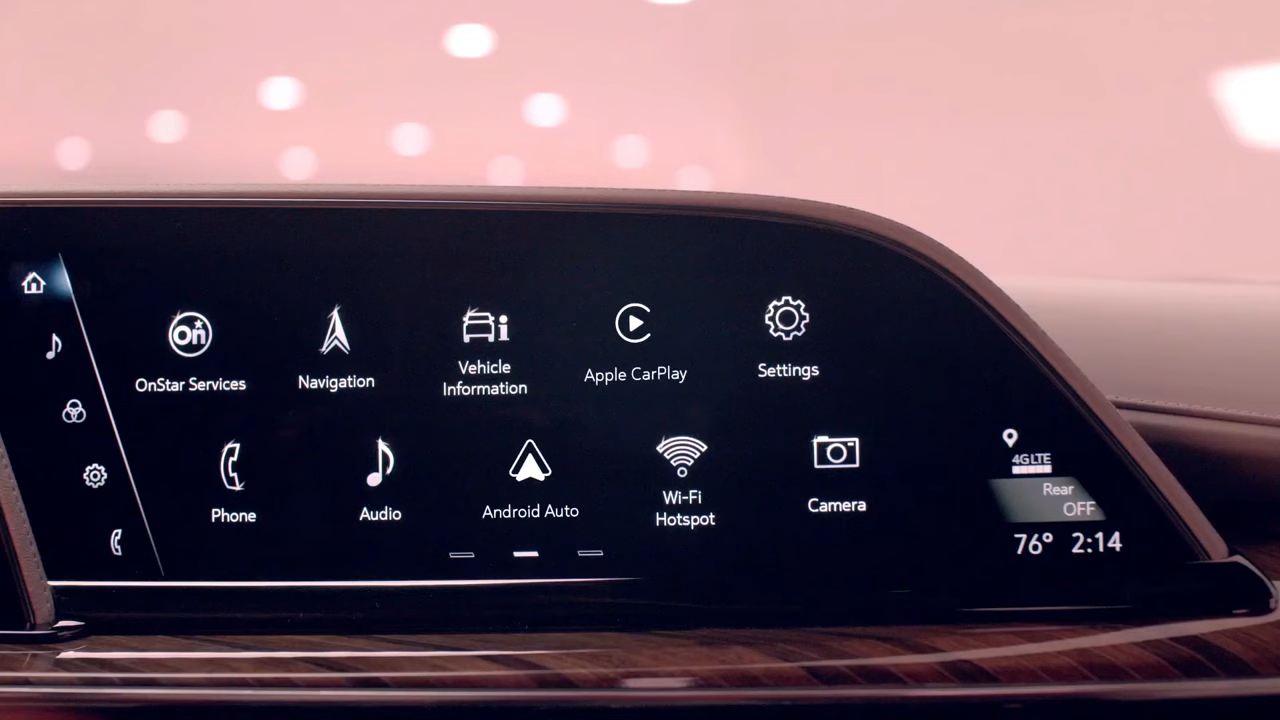 On
OnStar Services
Navigation
Vehicle
Information
Apple CarPlay
Settings
Phone
Audio
Android Auto
Wi-Fi
Hotspot
Camera
4G LTE
Rear
OFF
76° 2:14